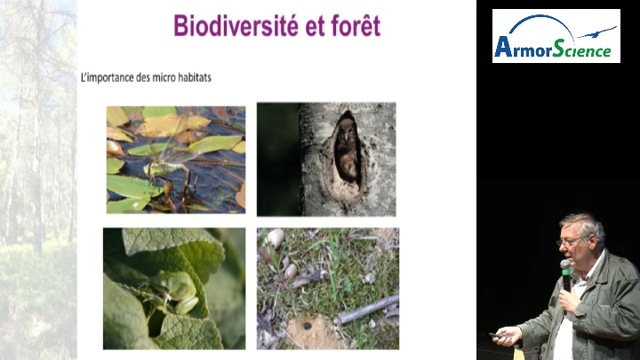 Biodiversité et forêt
L'importance des micro habitats
ArmorScience